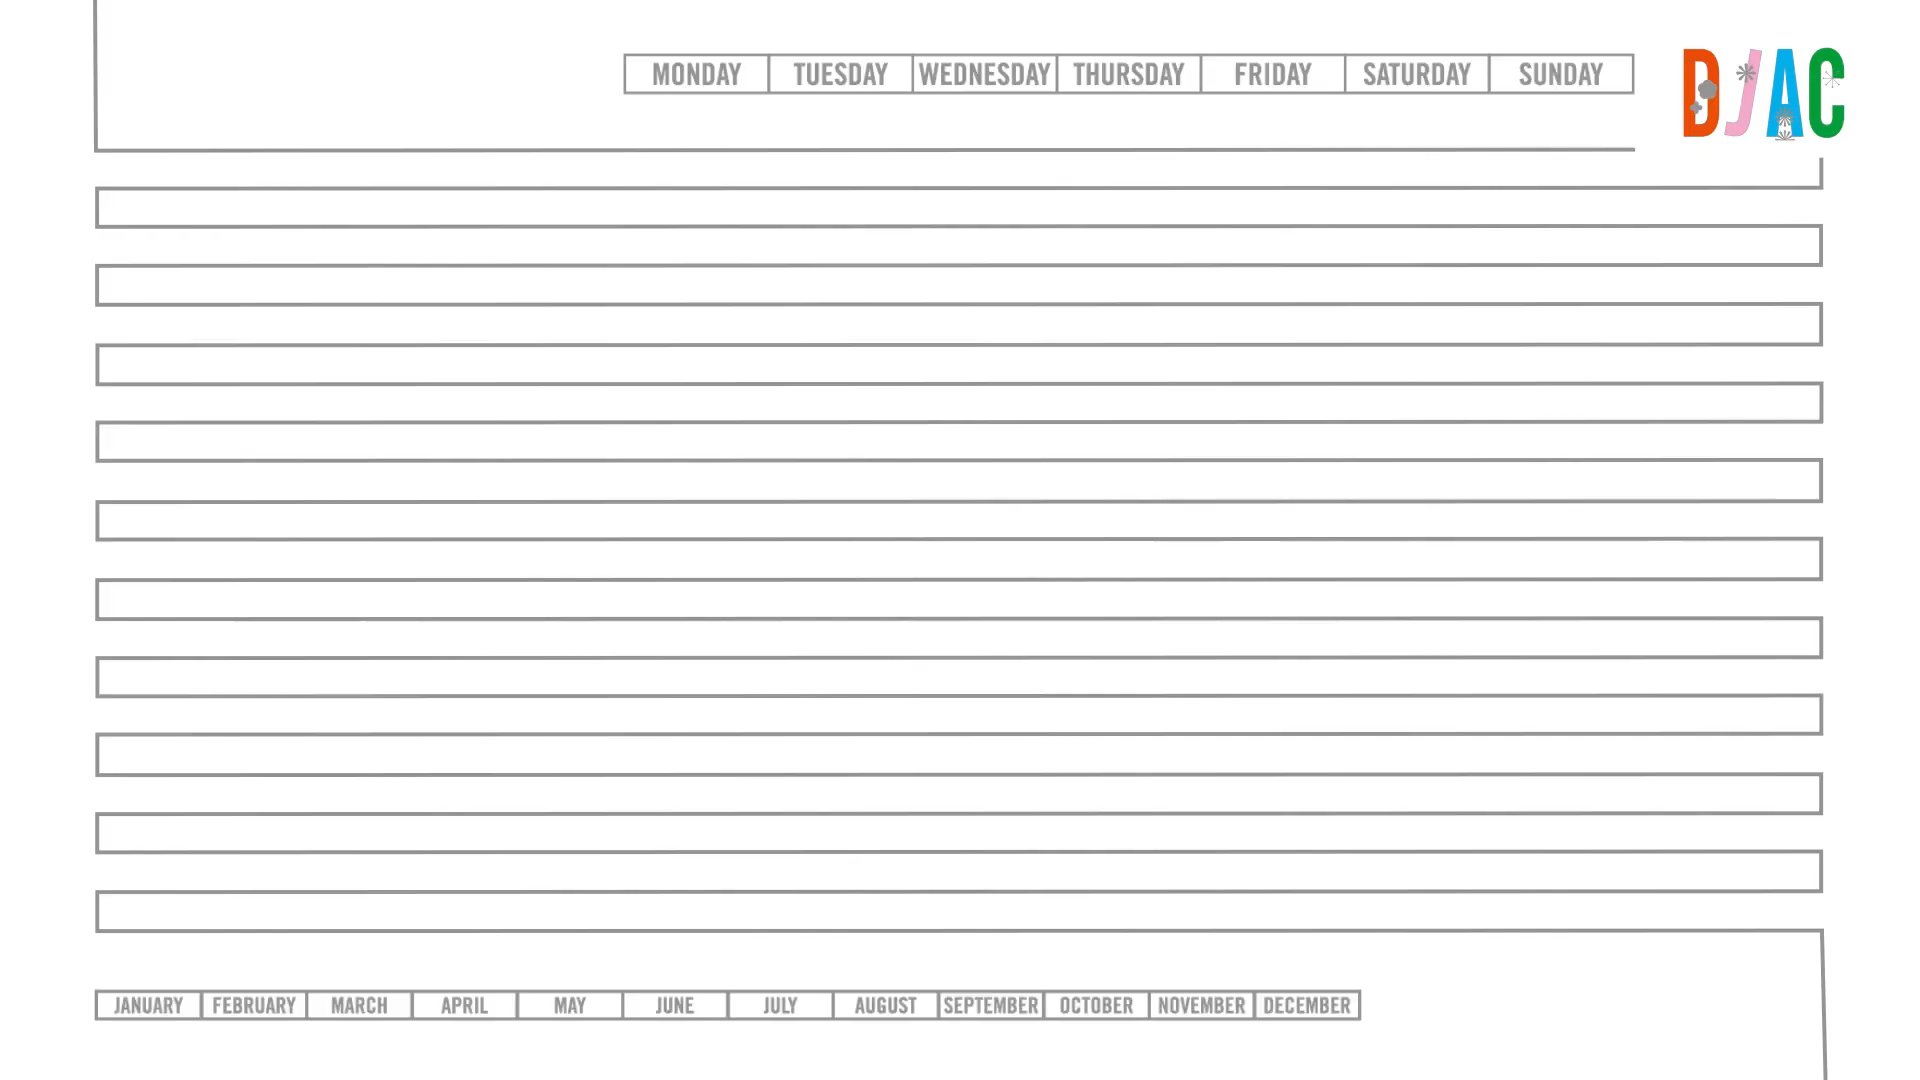 MONDAY TUESDAY WEDNESDAY THURSDAY FRIDAY SATURDAY SUNDAY
DJAC
JANUARY FEBRUARY MARCH APRIL MAY JUNE JULY AUGUST SEPTEMBER OCTOBER NOVEMBER DECEMBER